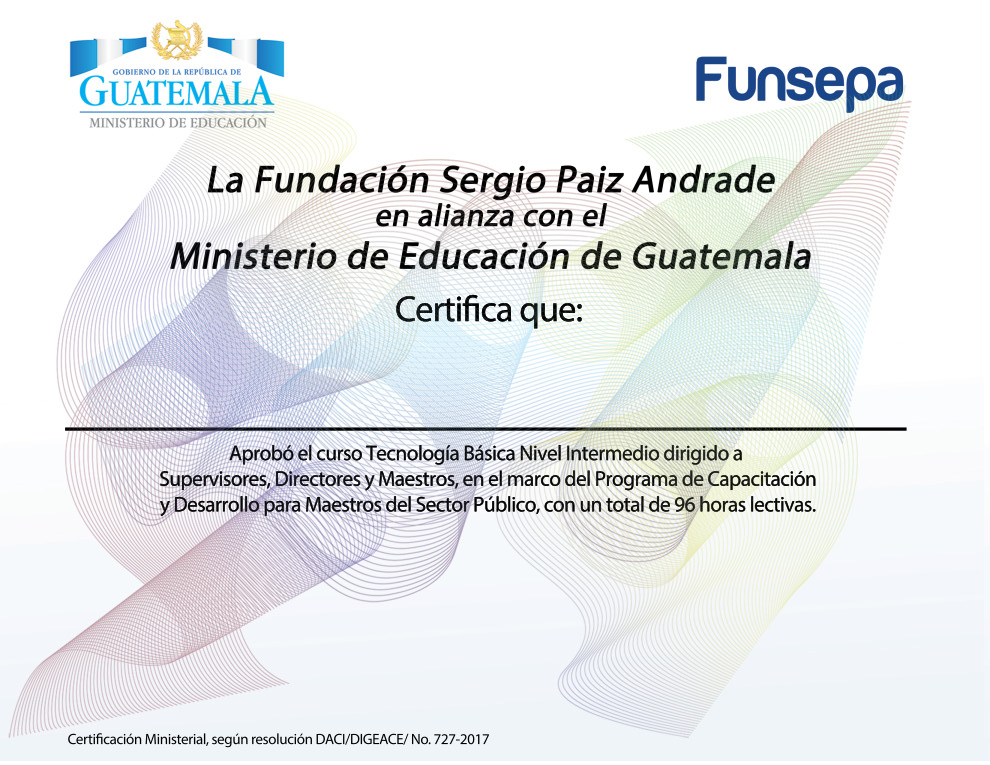 GOBIERNO DE LA REPÚBLICA DE
GUATEMALA
MINISTERIO DE EDUCACIÓN
Funsepa
La Fundación Sergio Paiz Andrade
en alianza con el
Ministerio de Educación de Guatemala
Certifica que:
Aprobó el curso Tecnología Básica Nivel Intermedio dirigido a
Supervisores, Directores y Maestros, en el marco del Programa de Capacitación
y Desarrollo para Maestros del Sector Público, con un total de 96 horas lectivas.
Certificación Ministerial, según resolución DACI/DIGEACE/ No. 727-2017